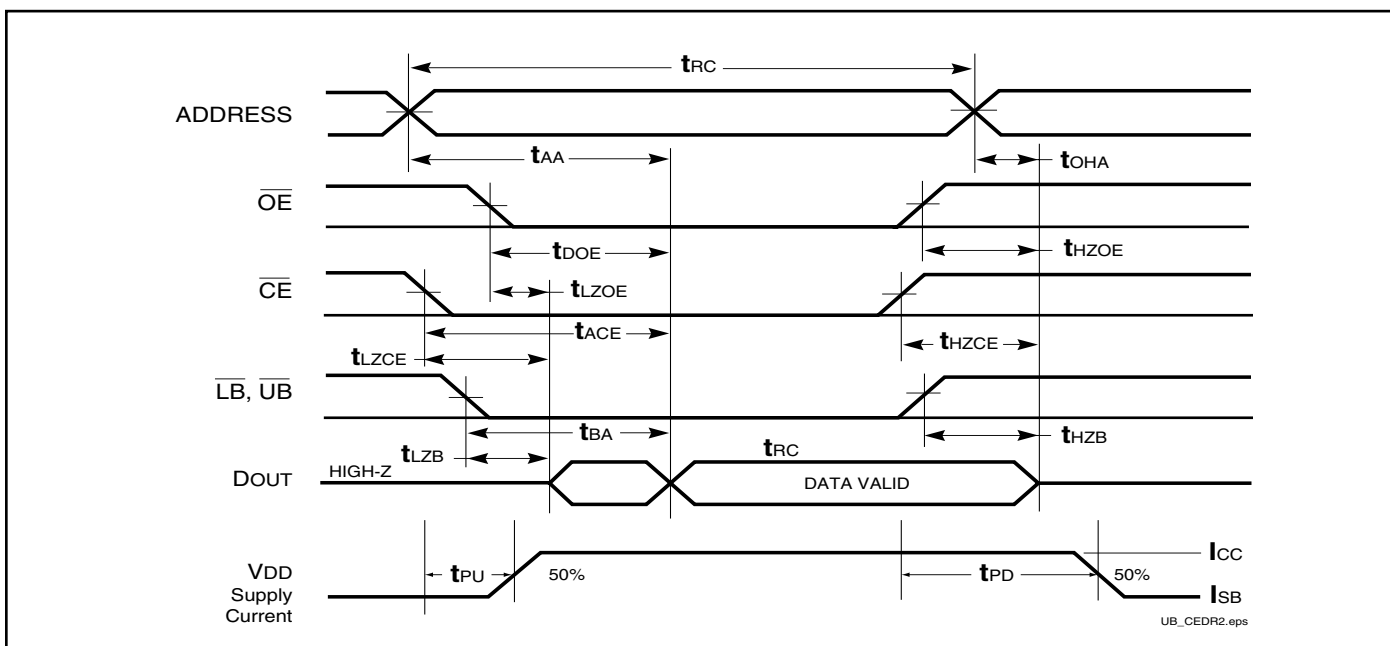 tRC
ADDRESS
tAA
tOHA
OE
tDOE
tHZOE
CE
tLZOE
tACE
tHZCE
tLZCE
LB, UB
tBA
tHZB
tLZB
tRC
DOUT
HIGH-Z
DATA VALID
ICC
VDD
Supply
Current
tPU
50%
tPD
50%
ISB
UB_CEDR2.eps